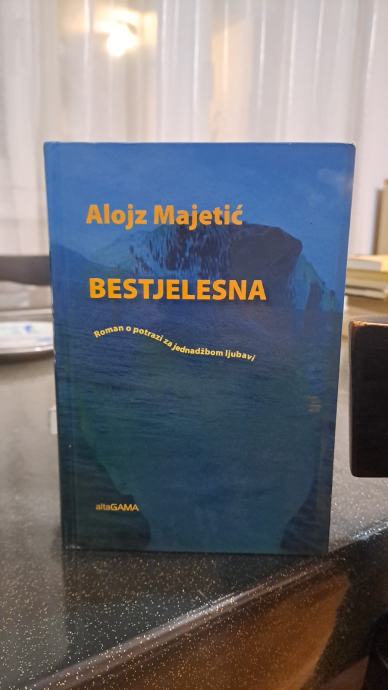 Alojz Majetić
BESTJELESNA
Roman o potrazi za jednadžbom ljubavi
altaGAMA